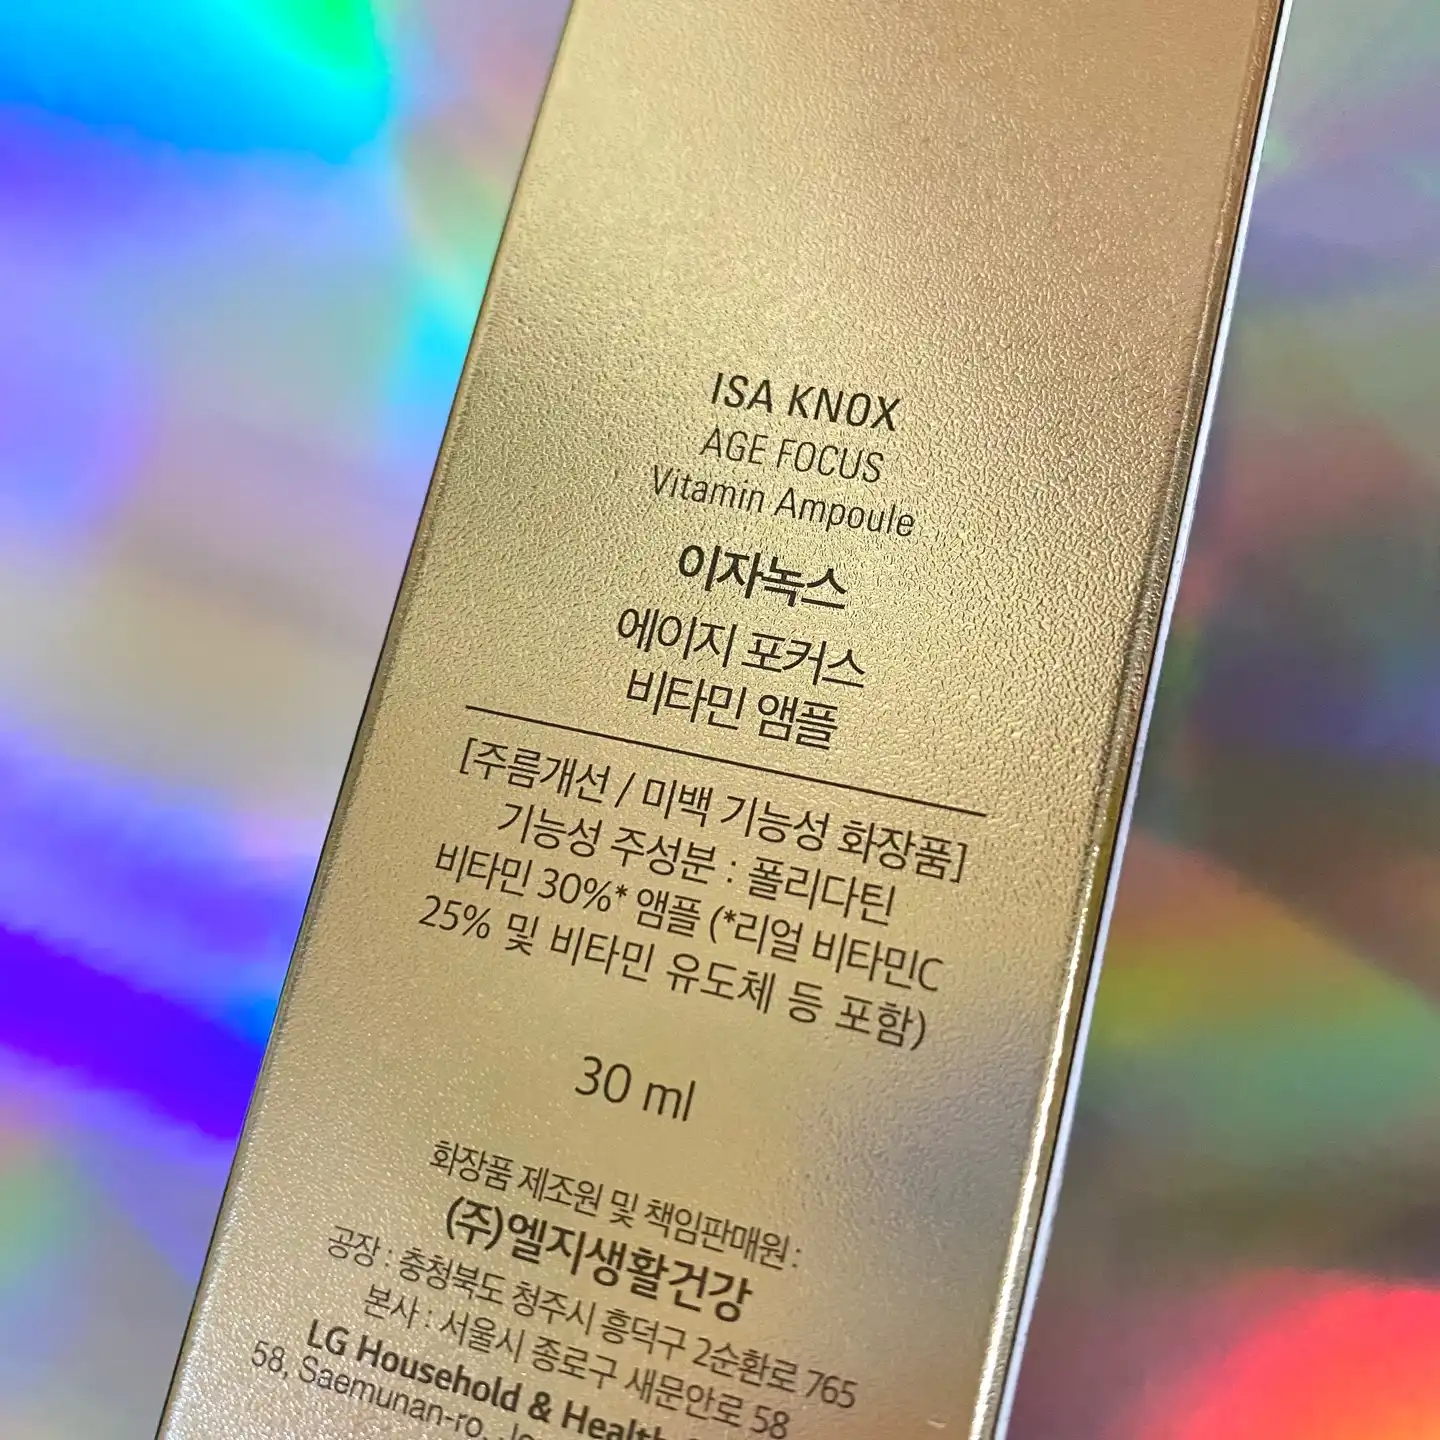 ISA KNOX
AGE FOCUS
Vitamin Ampoule
이자녹스
에이지 포커스
비타민 앰플
[주름개선 / 미백 기능성 화장품]
기능성 주성분 : 폴리다틴
비타민 30%* 앰플 (*리얼 비타민C
25% 및 비타민 유도체 등 포함)
30 ml
화장품 제조원 및 책임판매원 :
(주)엘지생활건강
공장 : 충청북도 청주시 흥덕구 2순환로 765
본사 : 서울시 종로구 새문안로 58
LG Household & Health
58, Saemunan-ro,